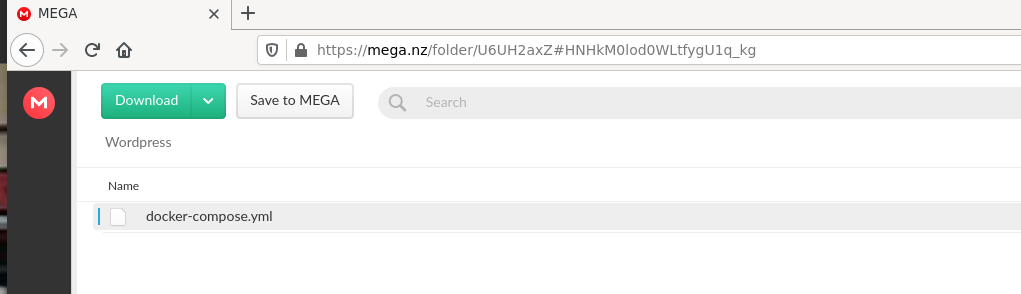 MEGA
https://mega.nz/folder/U6UH2axZ#HNHkM0lod0WLtfygU1q_kg
M Download Save to MEGA Search
Wordpress
Name
docker-compose.yml